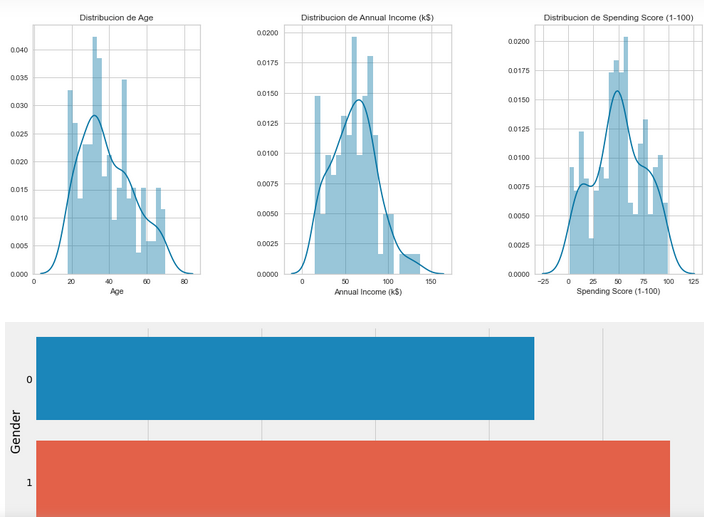 Distribucion de Age
Distribucion de Annual Income (k$)
Distribucion de Spending Score (1-100)
0.040
0.035
0.030
0.025
0.020
0.015
0.010
0.005
0.000
0 20 40 60 80
Age
0.0200
0.0175
0.0150
0.0125
0.0100
0.0075
0.0050
0.0025
0.0000
0 50 100 150
Annual Income (k$)
0.0200
0.0175
0.0150
0.0125
0.0100
0.0075
0.0050
0.0025
0.0000
−25 0 25 50 75 100 125
Spending Score (1-100)
Gender
0
1